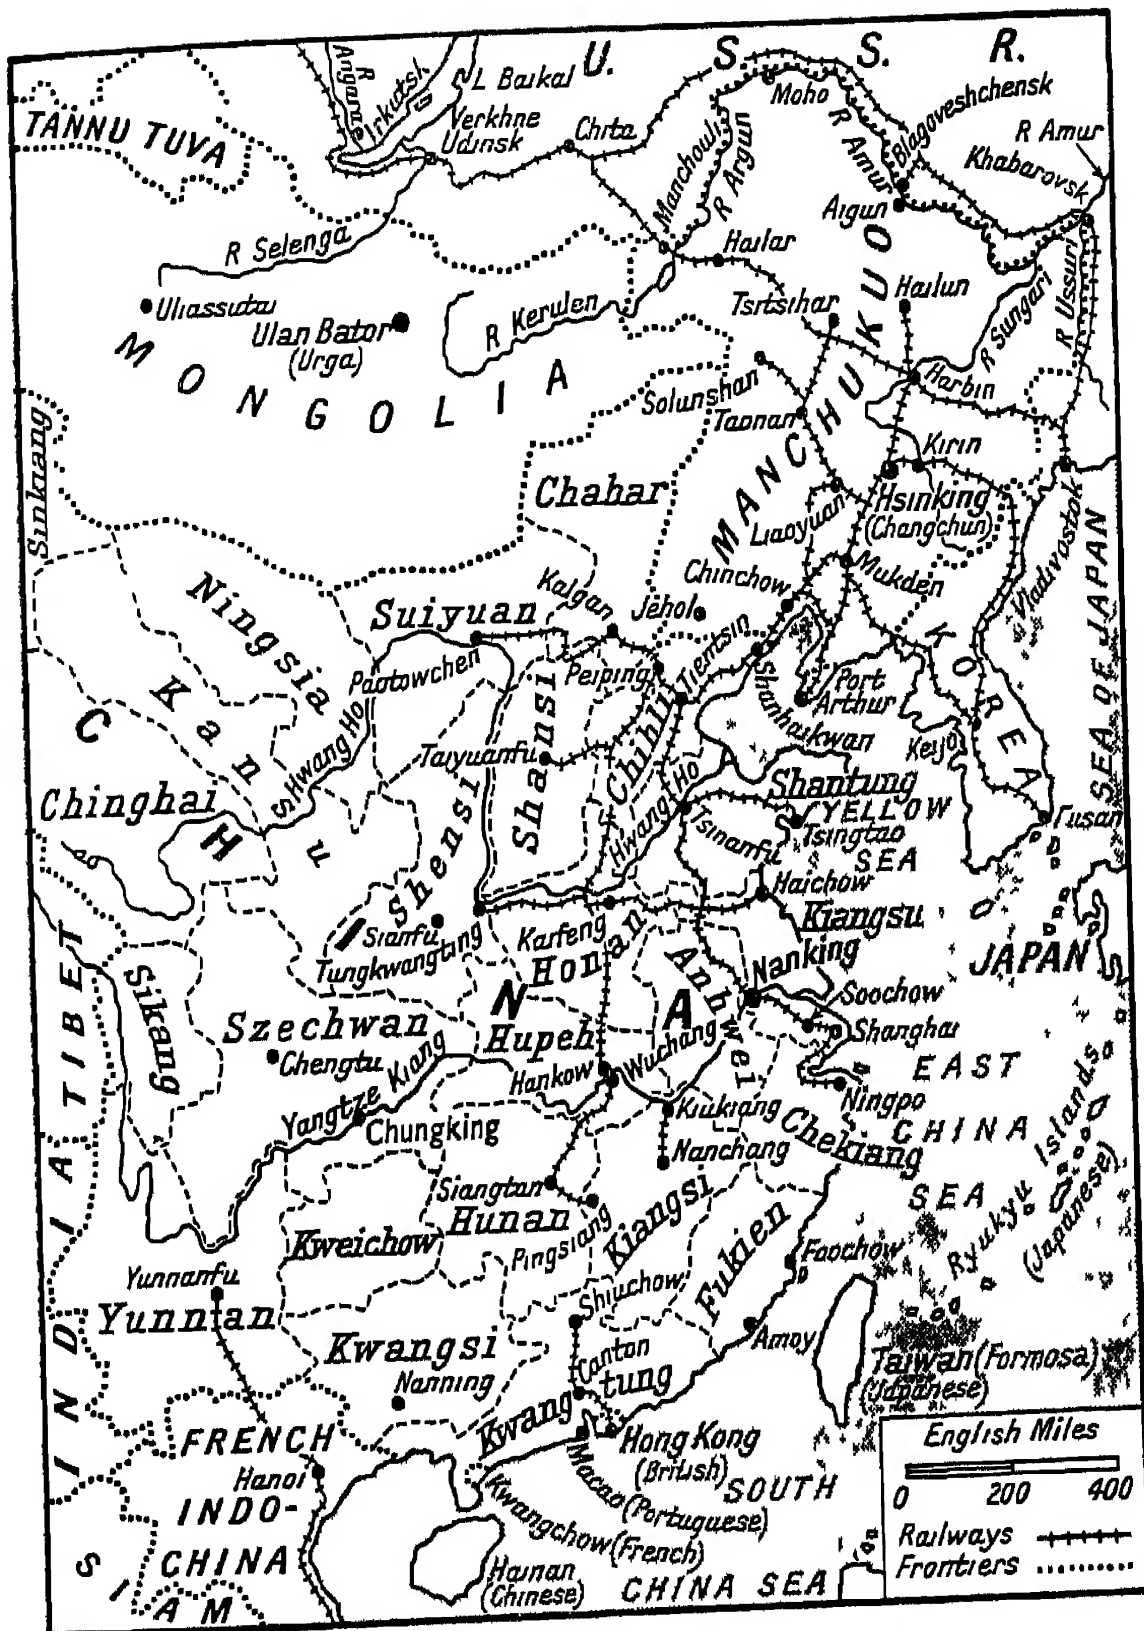 U. S. S. R.
TANNU TUVA
R Angara
Irkutsk
L Baikal
Verkhne
Udinsk
Chita
Moho
Manchouli
R Argun
R Amur
Blagoveshchensk
R Amur
Khabarovsk
Aigun
R Selenga
Hailar
Uliassutai
Ulan Bator
(Urga)
R Kerulen
Tsitsihar
Hailun
R Sungari
R Ussuri
MONGOLIA
MANCHUKUO
Solunshan
Taonan
Harbin
Kirin
Sinkiang
Chahar
Liaoyuan
Hsinking
(Changchun)
Vladivostok
SEA OF JAPAN
Ningsia
Suiyuan
Kalgan
Jehol
Chinchow
Mukden
KOREA
Kansu
Paotowchen
Peiping
Tientsin
Shanhaikwan
Port
Arthur
Keijo
CHINA
Chinghai
Hwang Ho
Taiyuanfu
Shansi
Chihli
Hwang Ho
Shantung
Tsinanfu
Tsingtao
YELLOW
SEA
Fusan
Shensi
Sianfu
Tungkwangting
Kaifeng
Honan
Haichow
Kiangsu
Nanking
JAPAN
TIBET
Sikang
Szechwan
Chengtu
Hupeh
Hankow
Wuchang
Anhwei
Soochow
Shanghai
EAST
CHINA
SEA
Yangtze Kiang
Chungking
Kiukiang
Nanchang
Ningpo
Chekiang
Ryukyu Islands
(Japanese)
Siangtan
Hunan
Pingsiang
Kiangsi
Kweichow
Fukien
Foochow
Yunnanfu
Yunnan
Shiuchow
Kwangsi
Nanning
Canton
Kwangtung
Amoy
Taiwan (Formosa)
(Japanese)
INDIA
FRENCH
INDO-
CHINA
Hanoi
Hong Kong
(British)
Macao (Portuguese)
Kwangchow (French)
Hainan
(Chinese)
SOUTH
CHINA SEA
SIAM
English Miles
0 200 400
Railways
Frontiers